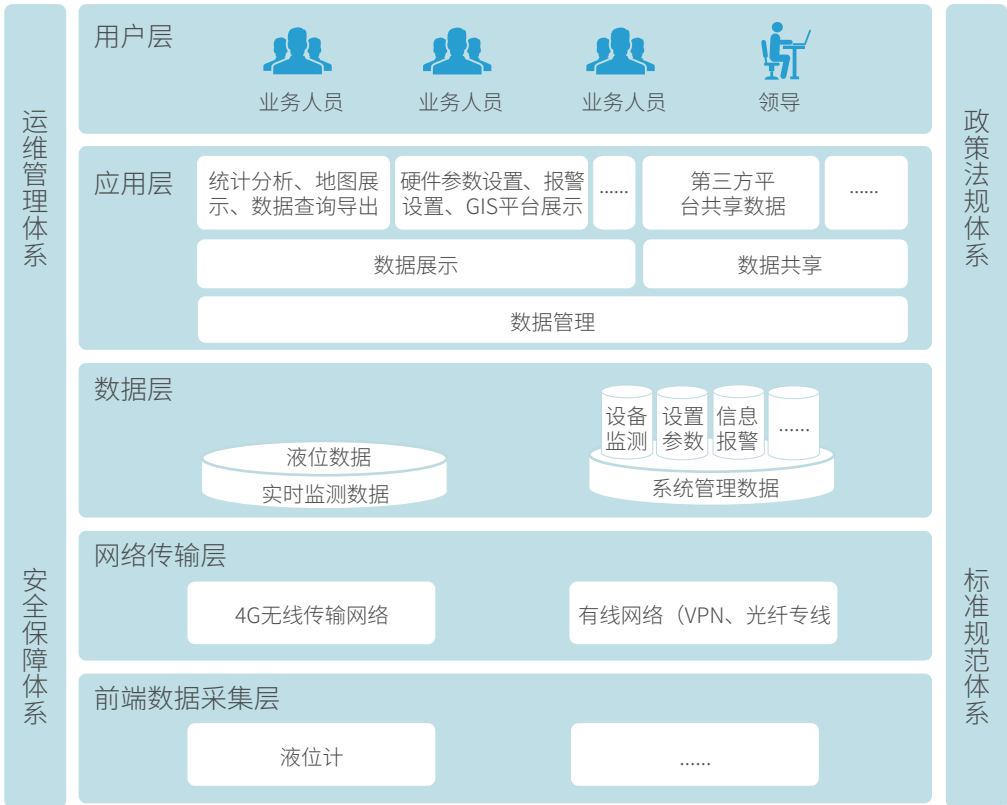 运维管理体系
安全保障体系
用户层
业务人员
业务人员
业务人员
领导
应用层
统计分析、地图展
示、数据查询导出
硬件参数设置、报警
设置、GIS平台展示
......
第三方平
台共享数据
......
数据展示
数据共享
数据管理
数据层
液位数据
实时监测数据
设备
监测
设置
参数
信息
报警
......
系统管理数据
网络传输层
4G无线传输网络
有线网络（VPN、光纤专线
前端数据采集层
液位计
......
政策法规体系
标准规范体系